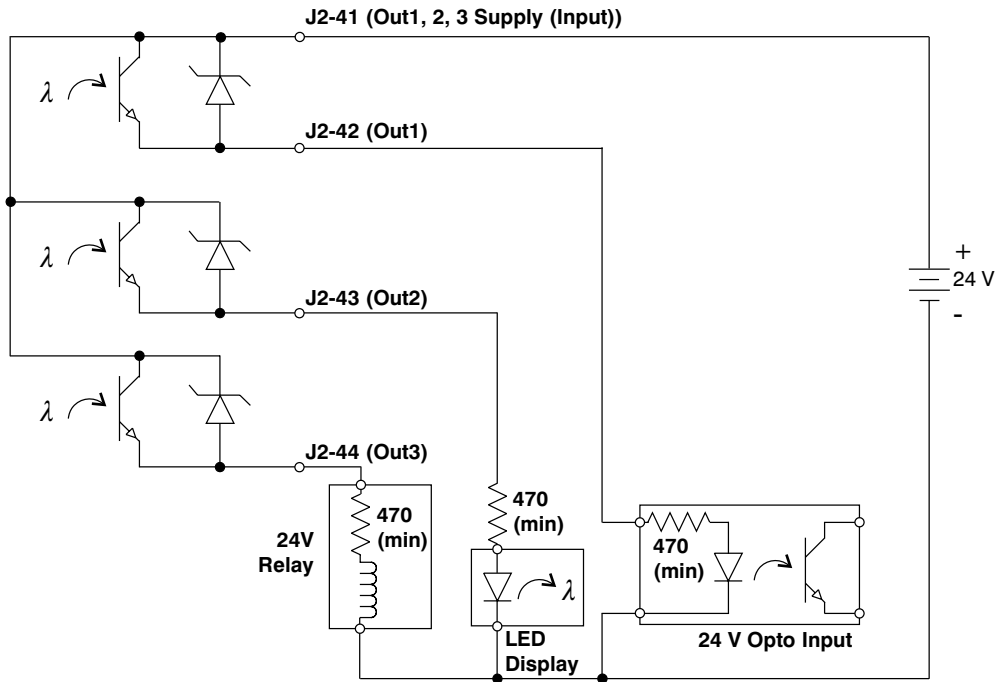 J2-41 (Out1, 2, 3 Supply (Input))
λ
J2-42 (Out1)
λ
+
24 V
-
J2-43 (Out2)
λ
J2-44 (Out3)
24V
Relay
470
(min)
470
(min)
λ
LED
Display
470
(min)
24 V Opto Input